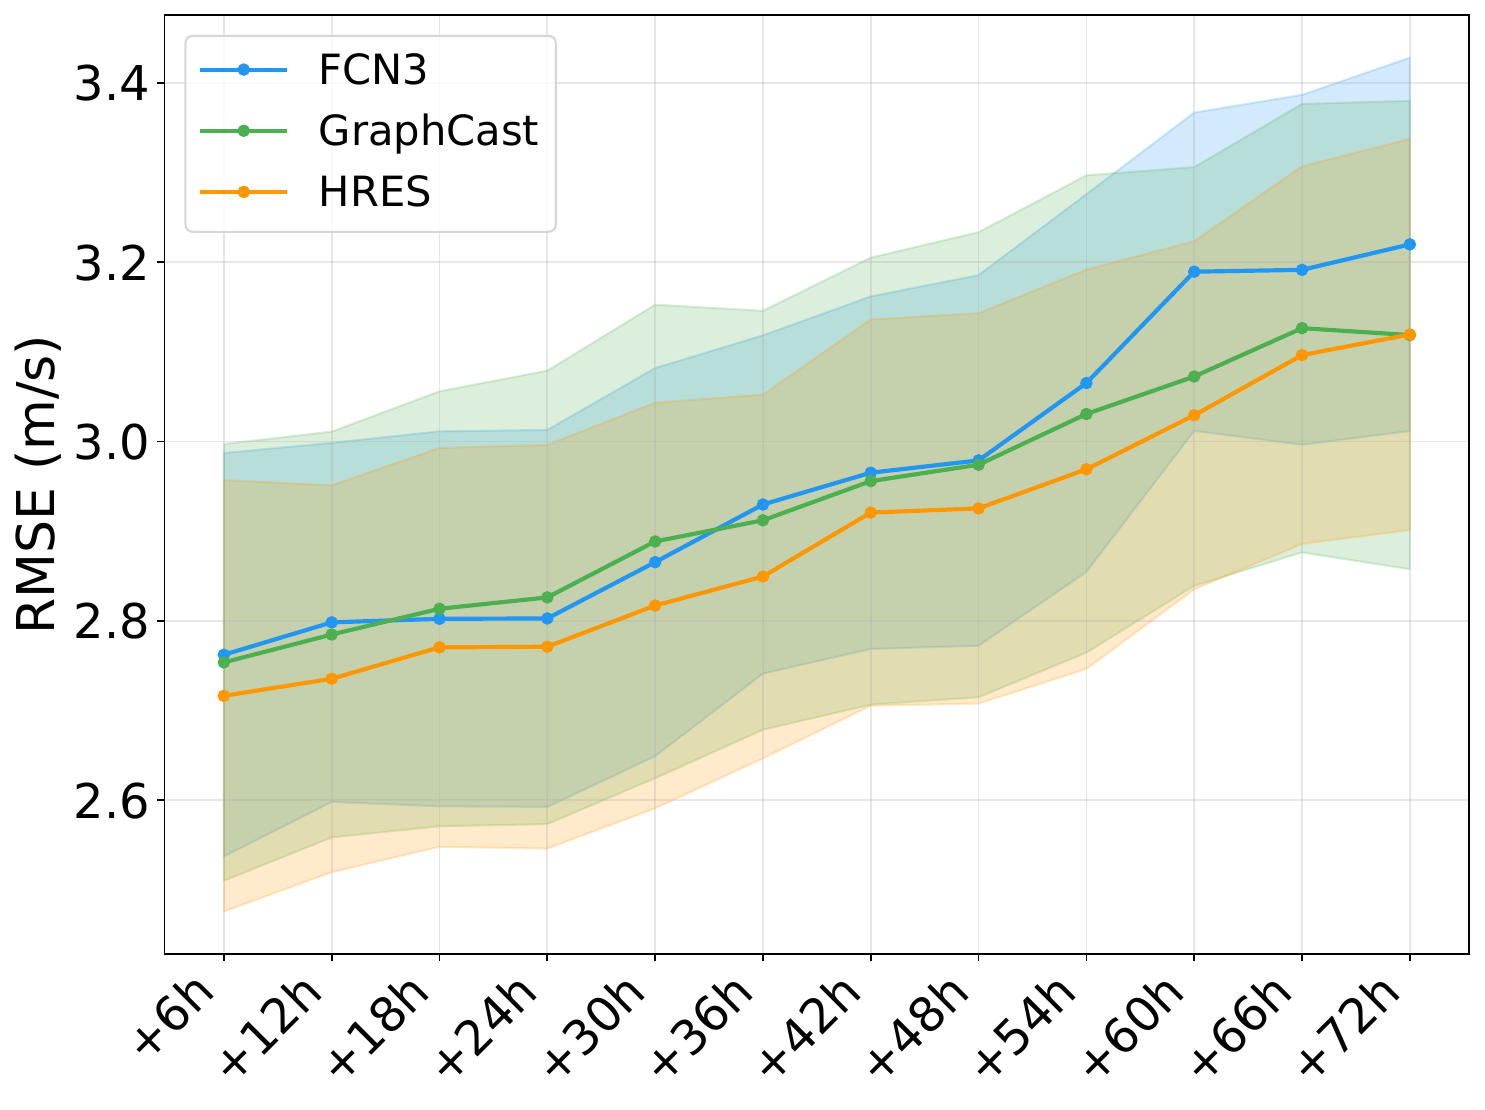 FCN3
GraphCast
HRES
RMSE (m/s)
3.4
3.2
3.0
2.8
2.6
+6h
+12h
+18h
+24h
+30h
+36h
+42h
+48h
+54h
+60h
+66h
+72h